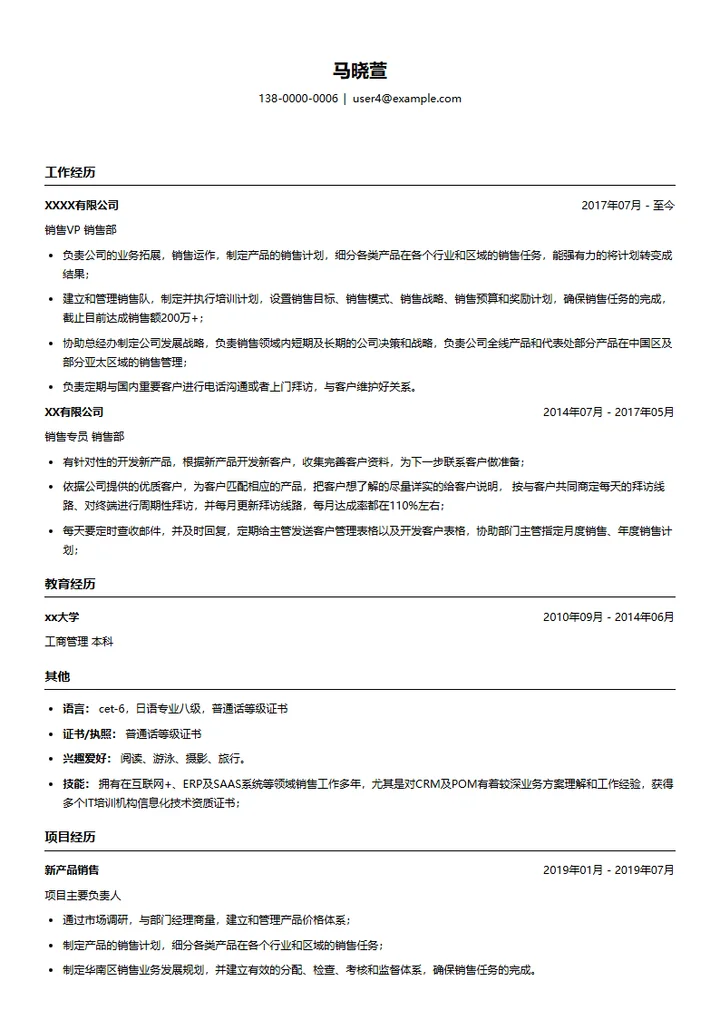 马晓萱
138-0000-0006 | user4@example.com
工作经历
XXXX有限公司 2017年07月 - 至今
销售VP 销售部
• 负责公司的业务拓展，销售运作，制定产品的销售计划，细分各类产品在各个行业和区域的销售任务，能强有力的将计划转变成
结果；
• 建立和管理销售队，制定并执行培训计划，设置销售目标、销售模式、销售战略、销售预算和奖励计划，确保销售任务的完成，
截止目前达成销售额200万+；
• 协助总经办制定公司发展战略，负责销售领域内短期及长期的公司决策和战略，负责公司全线产品和代表处部分产品在中国区及
部分亚太区域的销售管理；
• 负责定期与国内重要客户进行电话沟通或者上门拜访，与客户维护好关系。
XX有限公司 2014年07月 - 2017年05月
销售专员 销售部
• 有针对性的开发新产品，根据新产品开发新客户，收集完善客户资料，为下一步联系客户做准备；
• 依据公司提供的优质客户，为客户匹配相应的产品，把客户想了解的尽量详实的给客户说明， 按与客户共同商定每天的拜访线
路、对终端进行周期性拜访，并每月更新拜访线路，每月达成率都在110%左右；
• 每天要定时查收邮件，并及时回复，定期给主管发送客户管理表格以及开发客户表格，协助部门主管指定月度销售、年度销售计
划；
教育经历
xx大学 2010年09月 - 2014年06月
工商管理 本科
其他
• 语言： cet-6，日语专业八级，普通话等级证书
• 证书/执照： 普通话等级证书
• 兴趣爱好： 阅读、游泳、摄影、旅行。
• 技能： 拥有在互联网+、ERP及SAAS系统等领域销售工作多年，尤其是对CRM及POM有着较深业务方案理解和工作经验，获得
多个IT培训机构信息化技术资质证书；
项目经历
新产品销售 2019年01月 - 2019年07月
项目主要负责人
• 通过市场调研，与部门经理商量，建立和管理产品价格体系；
• 制定产品的销售计划，细分各类产品在各个行业和区域的销售任务；
• 制定华南区销售业务发展规划，并建立有效的分配、检查、考核和监督体系，确保销售任务的完成。